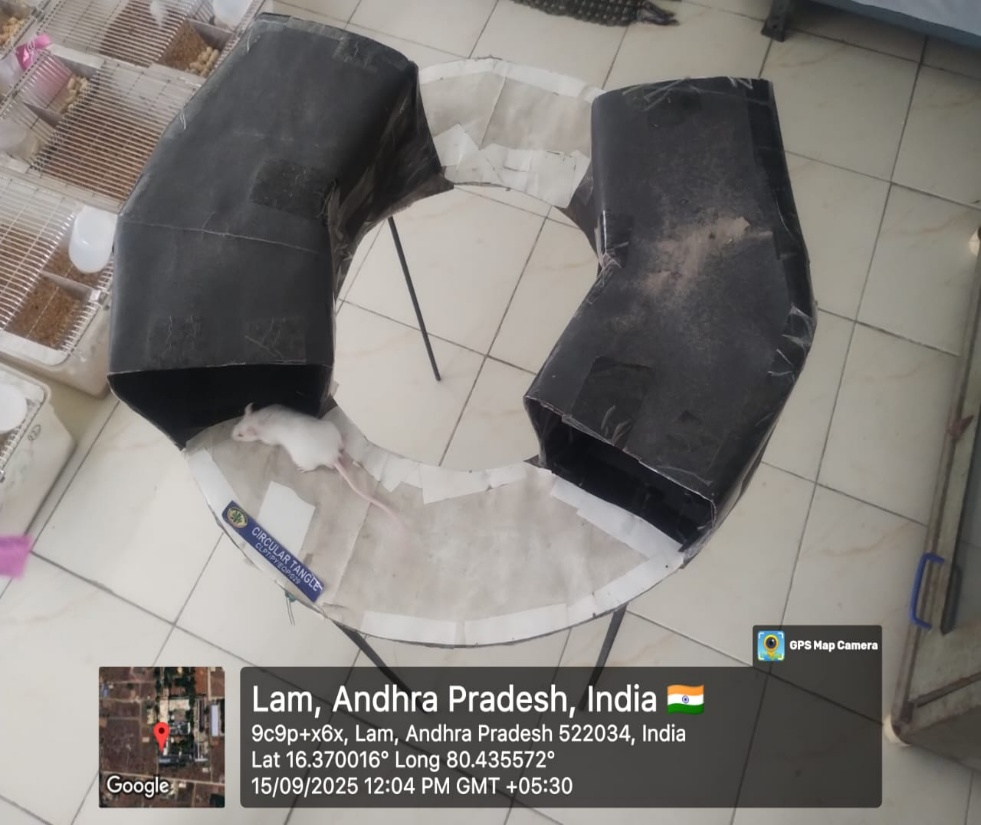 CIRCULAR TANGLE
GPS Map Camera
Lam, Andhra Pradesh, India
9c9p+x6x, Lam, Andhra Pradesh 522034, India
Lat 16.370016° Long 80.435572°
15/09/2025 12:04 PM GMT +05:30
Google